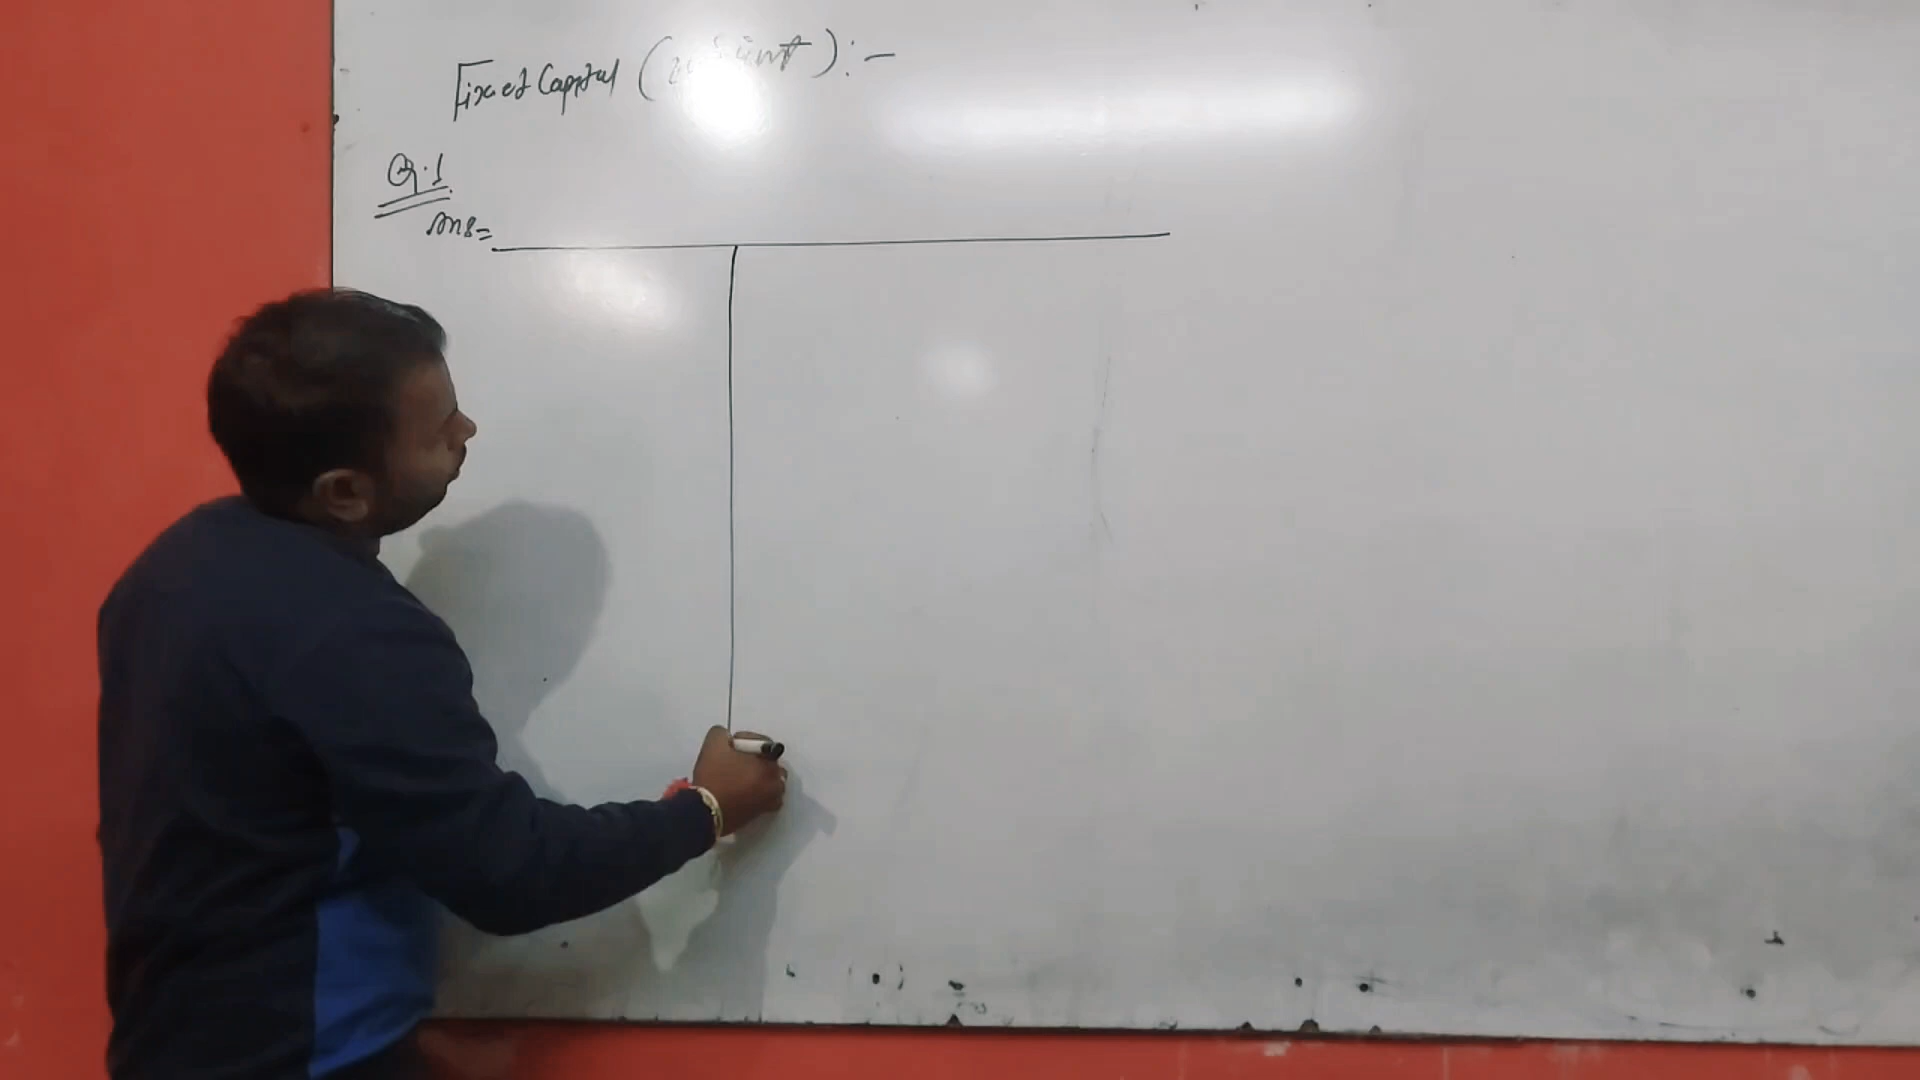 Fixed Capital ( ) :-
Q.1
Ans=